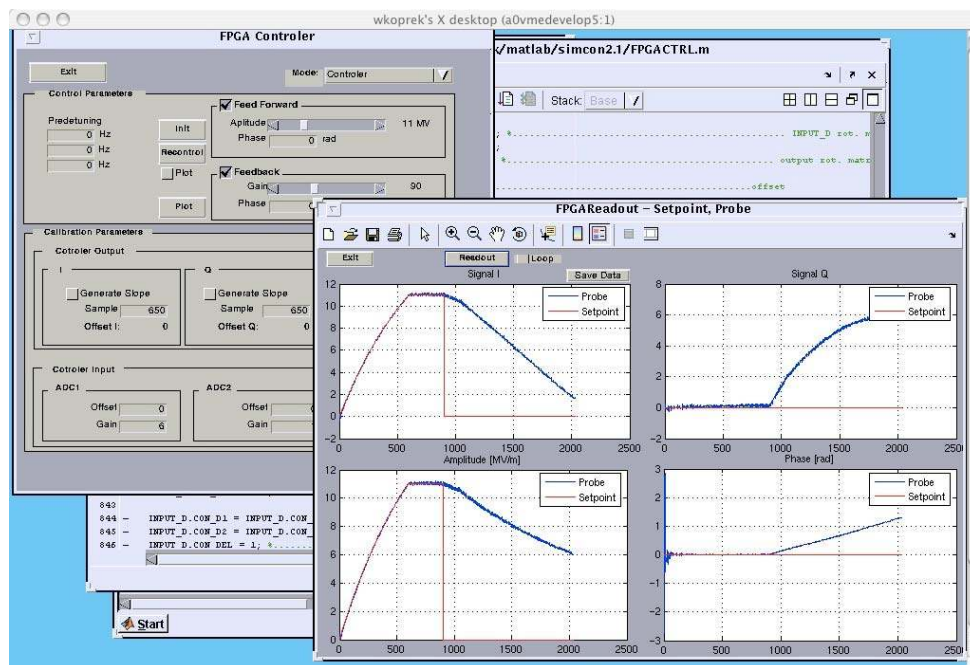 wkoprek's X desktop (a0vmedevelop5:1)
FPGA Controler
Exit
Mode: Controler
Control Parameters
Predetuning
0 Hz
0 Hz
0 Hz
Init
Recontrol
Plot
Plot
Feed Forward
Aplitude 11 MV
Phase 0 rad
Feedback
Gain 90
Phase
Calibration Parameters
Cotroler Output
I
Generate Slope
Sample 650
Offset I: 0
Q
Generate Slope
Sample 650
Offset Q: 0
Cotroler Input
ADC1
Offset 0
Gain 6
ADC2
Offset
Gain
/matlab/simcon2.1/FPGACTRL.m
Stack: Base
; %.......... INPUT_D rot. m
;
%.......... output rot. matr
..........offset
843
844 – INPUT_D.CON_D1 = INPUT_D.CON_
845 – INPUT_D.CON_D2 = INPUT_D.CON_
846 – INPUT_D.CON_DEL = 1; %.......
Start
FPGAReadout – Setpoint, Probe
Exit
Readout
Loop
Save Data
Signal I
12
10
8
6
4
2
0
-2
0 500 1000 1500 2000 2500
Probe
Setpoint
Signal Q
8
6
4
2
0
-2
0 500 1000 1500 2000 2500
Probe
Setpoint
Amplitude [MV/m]
12
10
8
6
4
2
0
0 500 1000 1500 2000 2500
Probe
Setpoint
Phase [rad]
3
2
1
0
-1
-2
-3
0 500 1000 1500 2000 250
Probe
Setpoint